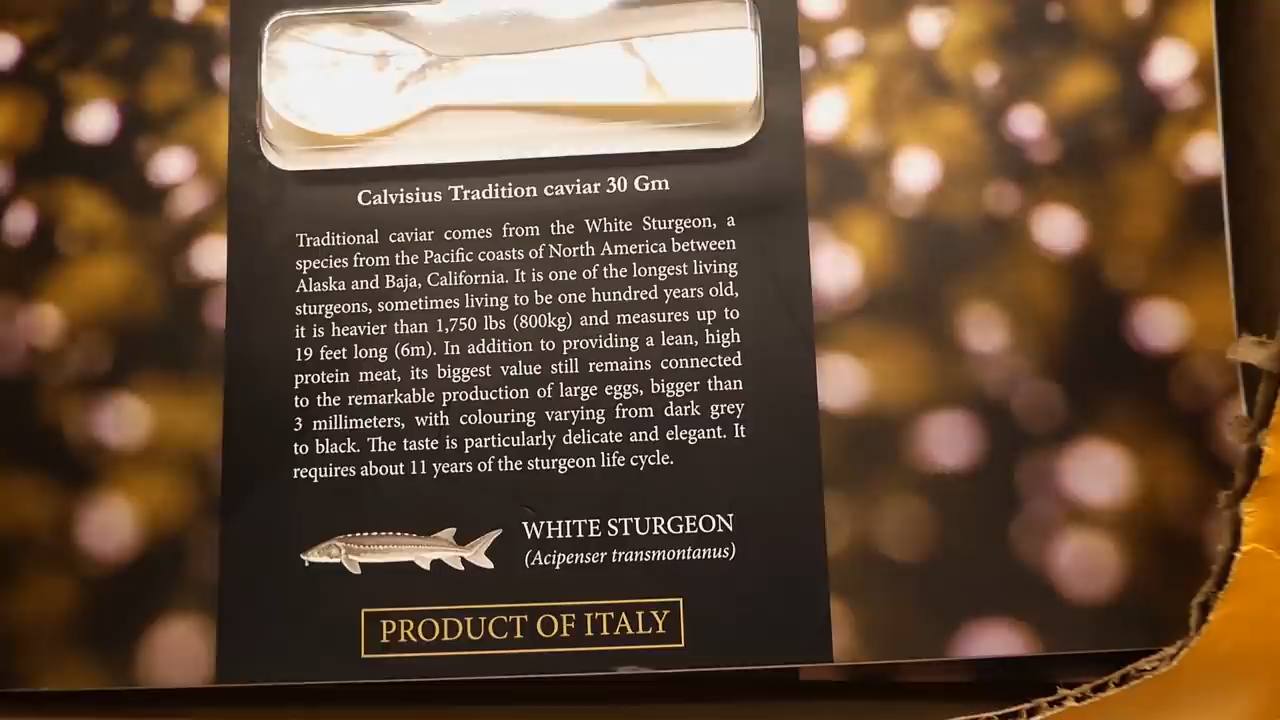 Calvisius Tradition caviar 30 Gm
Traditional caviar comes from the White Sturgeon, a
species from the Pacific coasts of North America between
Alaska and Baja, California. It is one of the longest living
sturgeons, sometimes living to be one hundred years old,
it is heavier than 1,750 lbs (800kg) and measures up to
19 feet long (6m). In addition to providing a lean, high
protein meat, its biggest value still remains connected
to the remarkable production of large eggs, bigger than
3 millimeters, with colouring varying from dark grey
to black. The taste is particularly delicate and elegant. It
requires about 11 years of the sturgeon life cycle.
WHITE STURGEON
(Acipenser transmontanus)
PRODUCT OF ITALY